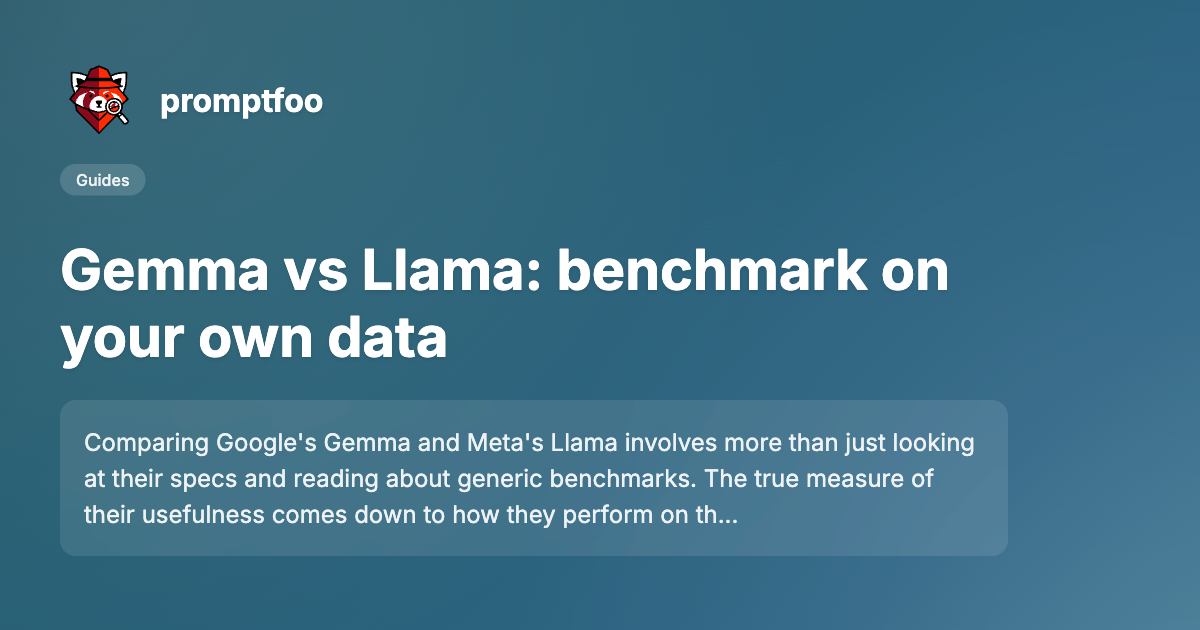 promptfoo
Guides
Gemma vs Llama: benchmark on
your own data
Comparing Google's Gemma and Meta's Llama involves more than just looking
at their specs and reading about generic benchmarks. The true measure of
their usefulness comes down to how they perform on th...